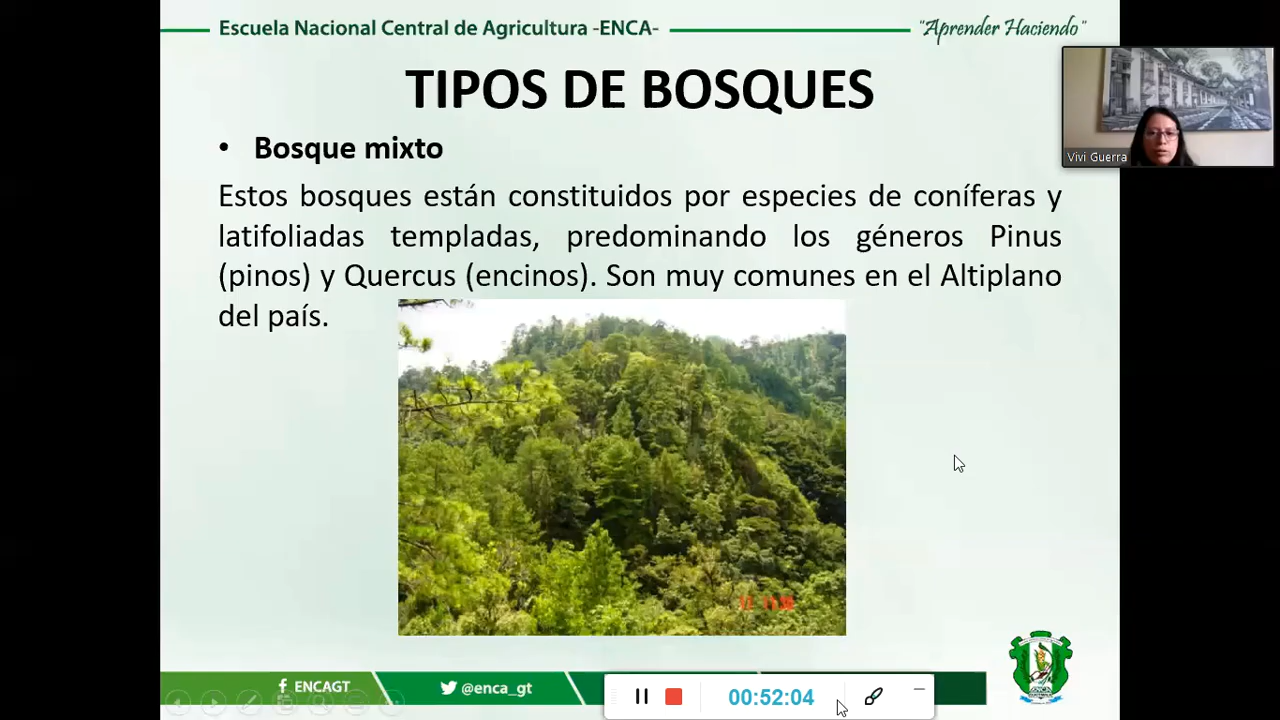 Escuela Nacional Central de Agricultura -ENCA-
"Aprender Haciendo"
TIPOS DE BOSQUES
• Bosque mixto
Vivi Guerra
Estos bosques están constituidos por especies de coníferas y
latifoliadas templadas, predominando los géneros Pinus
(pinos) y Quercus (encinos). Son muy comunes en el Altiplano
del país.
ENCAGT
@enca_gt
00:52:04
ENCA